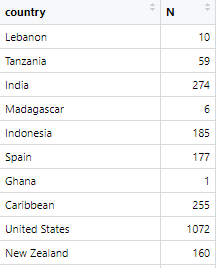 country N
Lebanon 10
Tanzania 59
India 274
Madagascar 6
Indonesia 185
Spain 177
Ghana 1
Caribbean 255
United States 1072
New Zealand 160